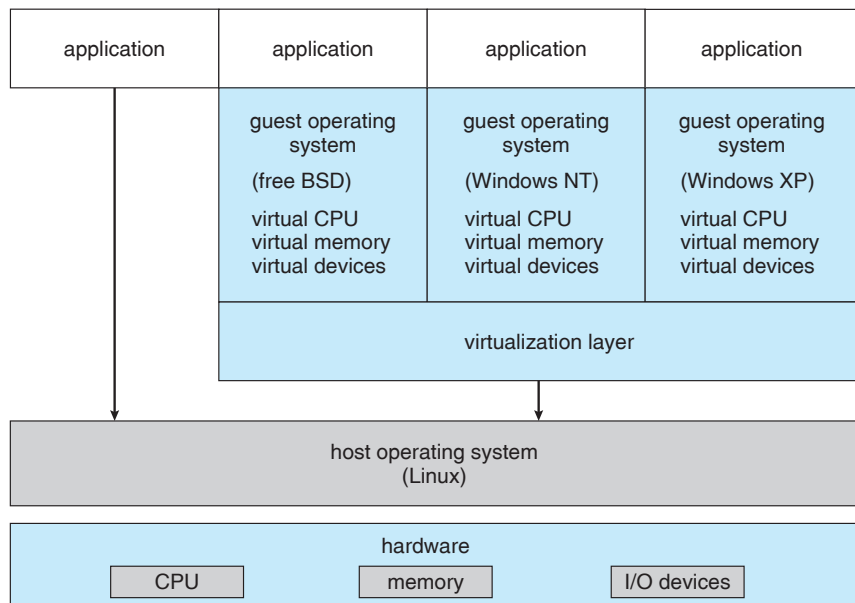 application
application
application
application
guest operating
system
(free BSD)
virtual CPU
virtual memory
virtual devices
guest operating
system
(Windows NT)
virtual CPU
virtual memory
virtual devices
guest operating
system
(Windows XP)
virtual CPU
virtual memory
virtual devices
virtualization layer
host operating system
(Linux)
hardware
CPU
memory
I/O devices